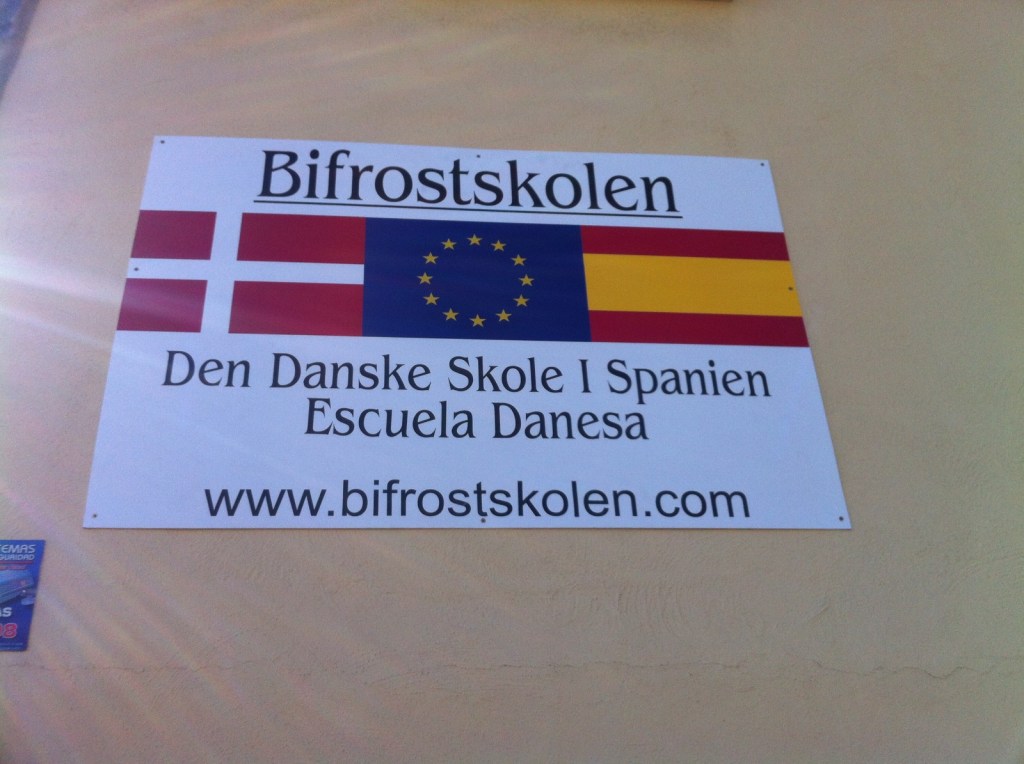 Bifrostskolen
Den Danske Skole I Spanien
Escuela Danesa
www.bifrostskolen.com